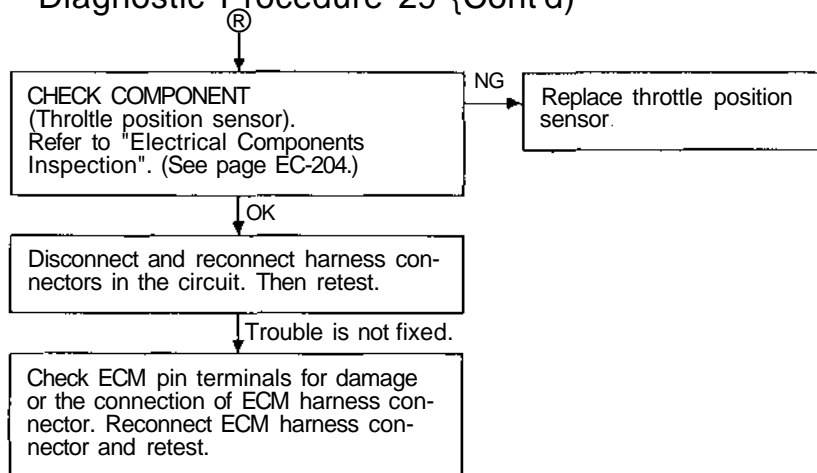 Diagnostic Procedure 29 {Cont'd)
®
CHECK COMPONENT
(Throltle position sensor).
Refer to "Electrical Components
Inspection". (See page EC-204.)
NG
Replace throttle position
sensor.
OK
Disconnect and reconnect harness con-
nectors in the circuit. Then retest.
Trouble is not fixed.
Check ECM pin terminals for damage
or the connection of ECM harness con-
nector. Reconnect ECM harness con-
nector and retest.